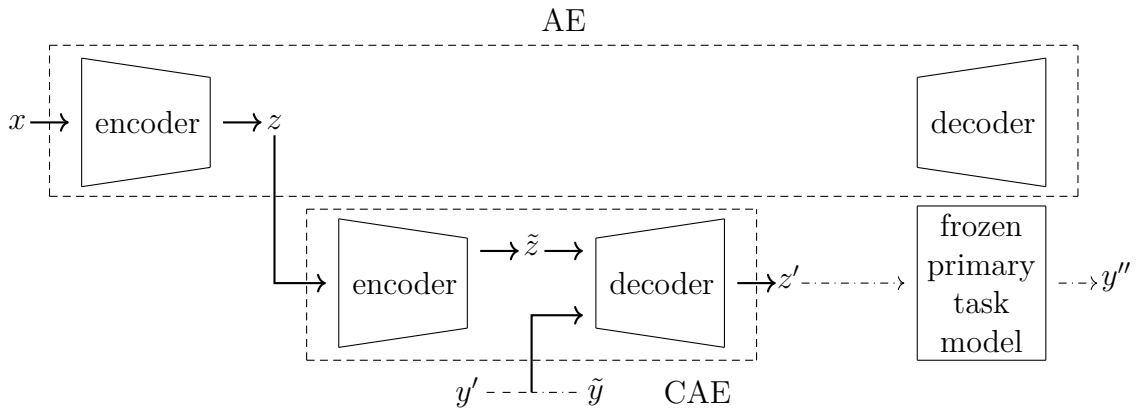 AE
x
encoder
z
decoder
encoder
z̃
decoder
z′
frozen
primary
task
model
y″
y′
ỹ
CAE